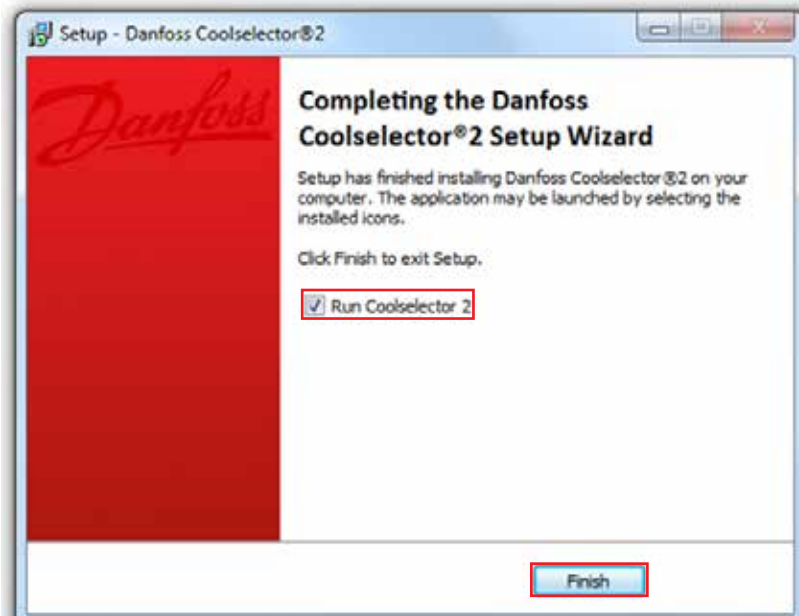 Setup - Danfoss Coolselector®2
Danfoss
Completing the Danfoss
Coolselector®2 Setup Wizard
Setup has finished installing Danfoss Coolselector®2 on your
computer. The application may be launched by selecting the
installed icons.
Click Finish to exit Setup.
Run Coolselector 2
Finish